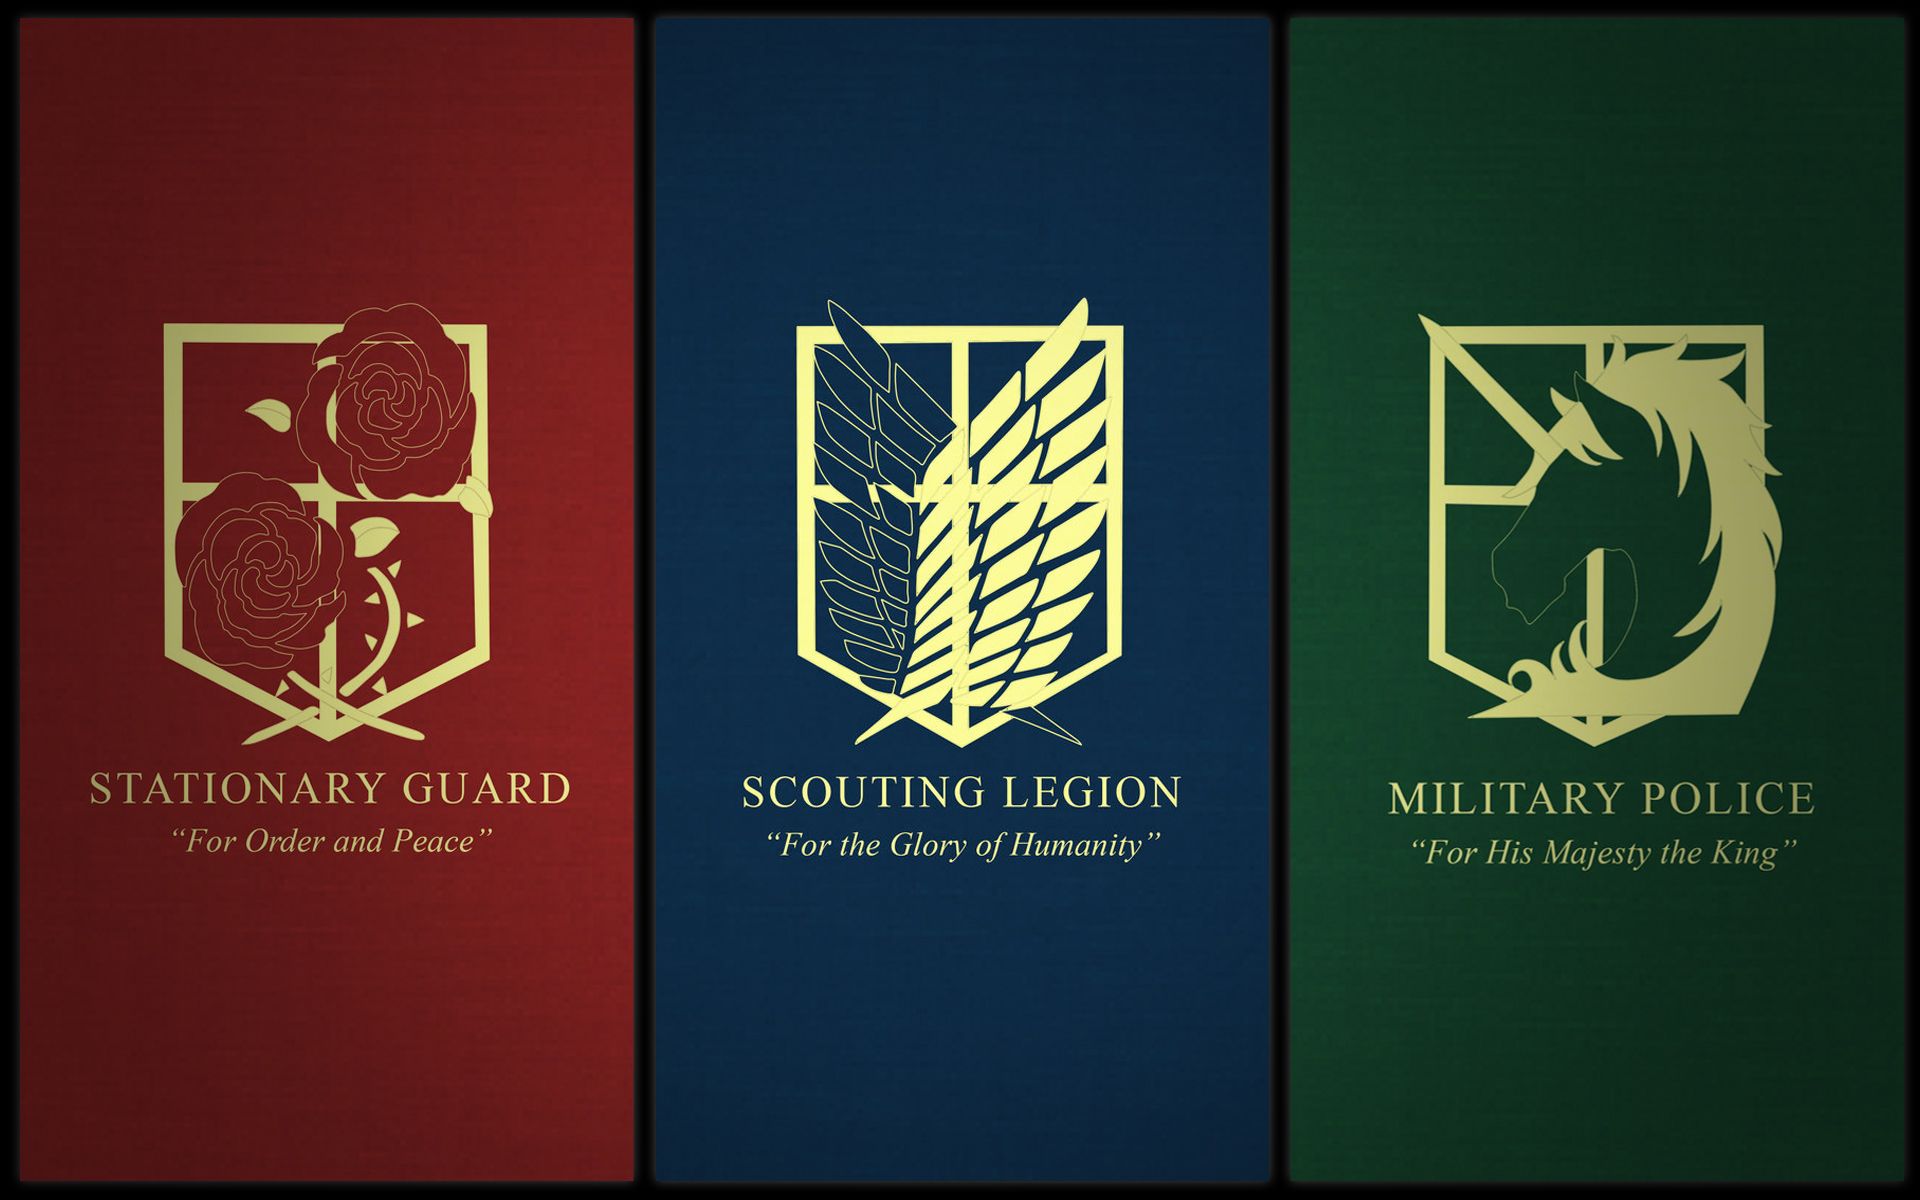 STATIONARY GUARD
“For Order and Peace”
SCOUTING LEGION
“For the Glory of Humanity”
MILITARY POLICE
“For His Majesty the King”